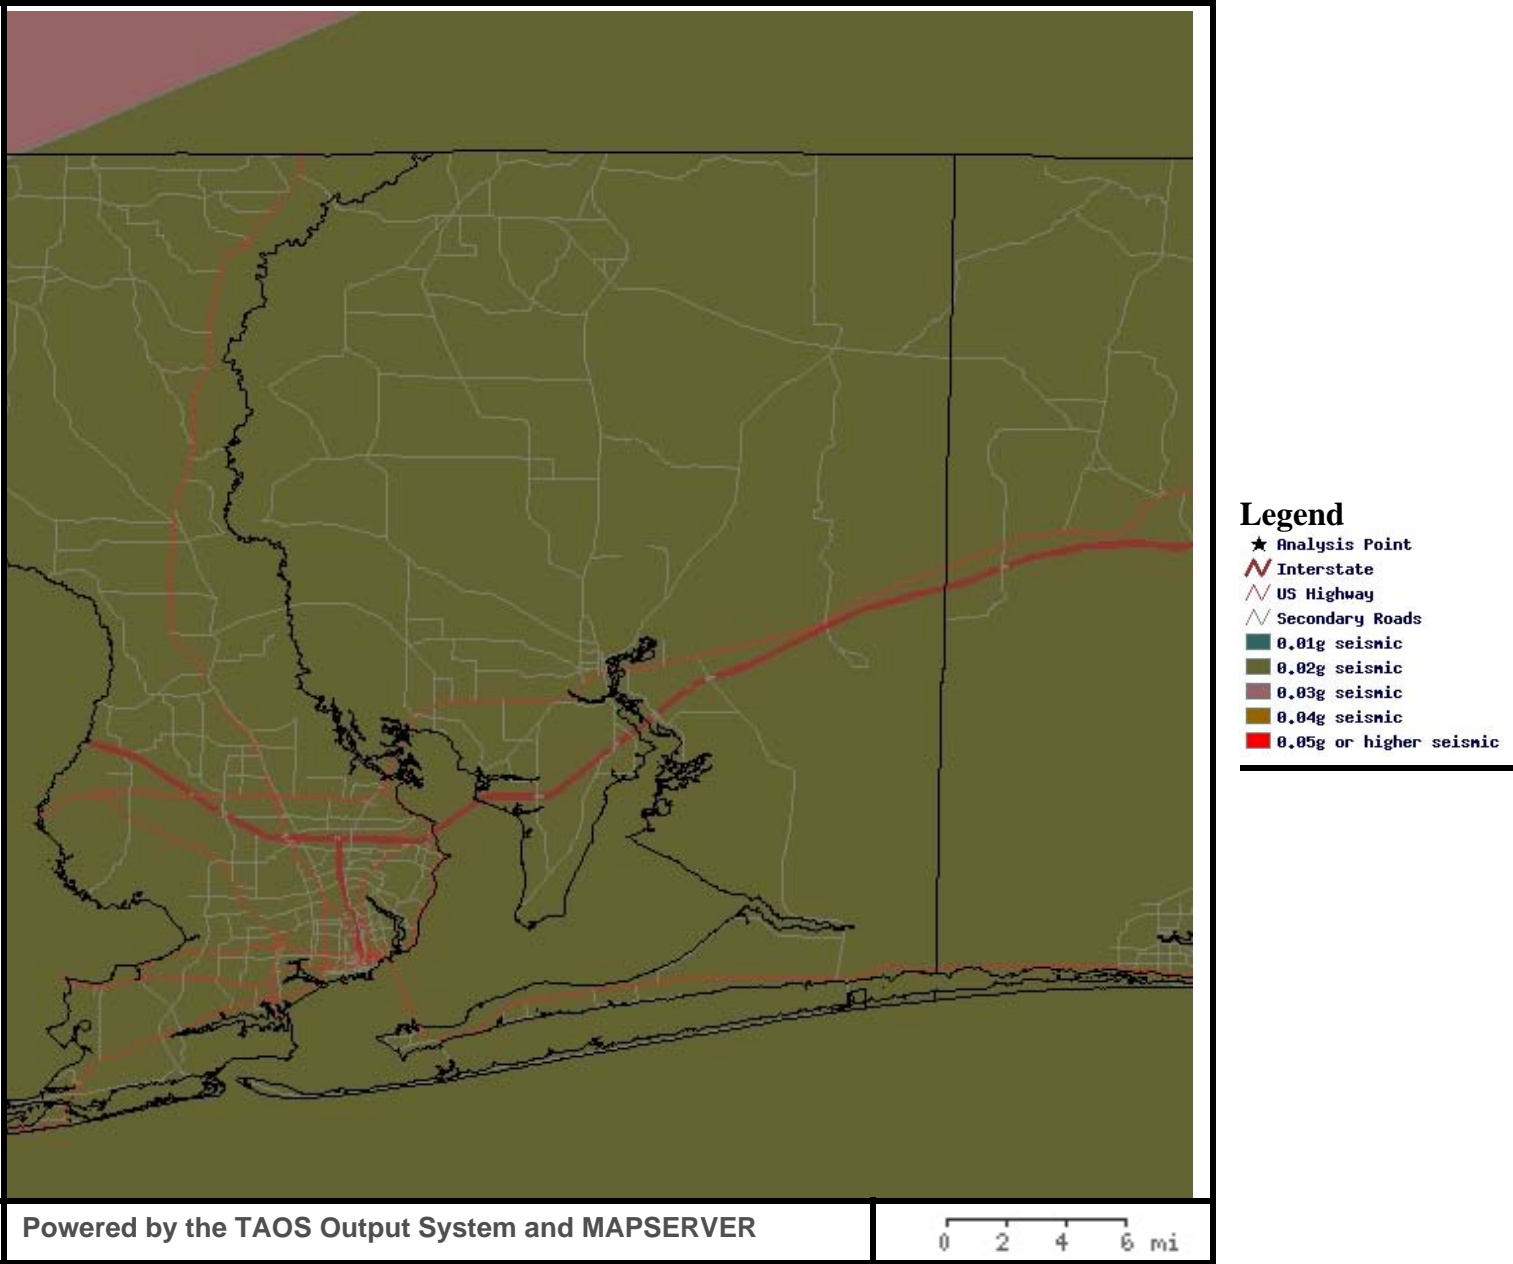 Legend
Analysis Point
Interstate
US Highway
Secondary Roads
0.01g seismic
0.02g seismic
0.03g seismic
0.04g seismic
0.05g or higher seismic
Powered by the TAOS Output System and MAPSERVER
0 2 4 6 mi